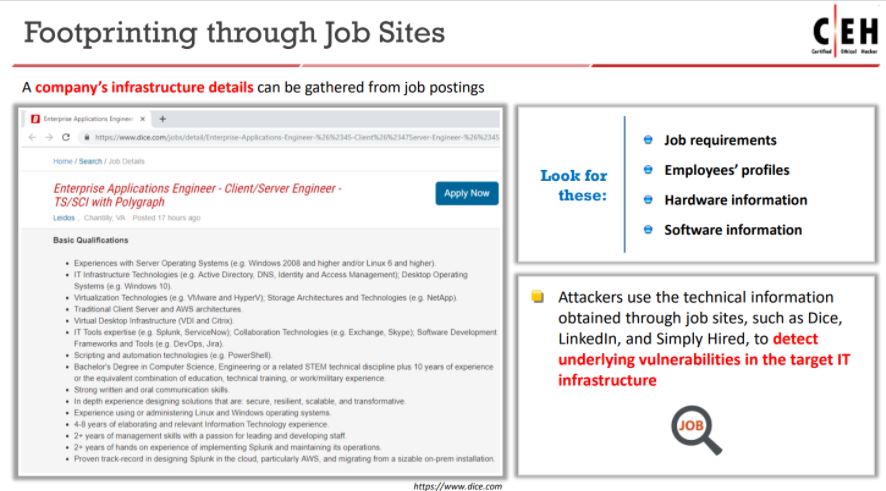 Footprinting through Job Sites
C|EH
Certified Ethical Hacker
A company's infrastructure details can be gathered from job postings
Enterprise Applications Engineer
https://www.dice.com/jobs/detail/Enterprise-Applications-Engineer-%26%2345-Client%26%2347Server-Engineer-%26%2345
Home / Search / Job Details
Enterprise Applications Engineer - Client/Server Engineer -
TS/SCI with Polygraph
Apply Now
Leidos , Chantilly, VA Posted 17 hours ago
Basic Qualifications
• Experiences with Server Operating Systems (e.g. Windows 2008 and higher and/or Linux 6 and higher).
• IT Infrastructure Technologies (e.g. Active Directory, DNS, Identity and Access Management); Desktop Operating
Systems (e.g. Windows 10).
• Virtualization Technologies (e.g. VMware and HyperV); Storage Architectures and Technologies (e.g. NetApp).
• Traditional Client Server and AWS architectures.
• Virtual Desktop Infrastructure (VDI and Citrix).
• IT Tools expertise (e.g. Splunk, ServiceNow); Collaboration Technologies (e.g. Exchange, Skype); Software Development
Frameworks and Tools (e.g. DevOps, Jira).
• Scripting and automation technologies (e.g. PowerShell).
• Bachelor's Degree in Computer Science, Engineering or a related STEM technical discipline plus 10 years of experience
or the equivalent combination of education, technical training, or work/military experience.
• Strong written and oral communication skills.
• In depth experience designing solutions that are: secure, resilient, scalable, and transformative.
• Experience using or administering Linux and Windows operating systems.
• 4-8 years of elaborating and relevant Information Technology experience.
• 2+ years of management skills with a passion for leading and developing staff.
• 2+ years of hands on experience of implementing Splunk and maintaining its operations.
• Proven track-record in designing Splunk in the cloud, particularly AWS, and migrating from a sizable on-prem installation.
https://www.dice.com
Look for
these:
Job requirements
Employees' profiles
Hardware information
Software information
Attackers use the technical information
obtained through job sites, such as Dice,
LinkedIn, and Simply Hired, to detect
underlying vulnerabilities in the target IT
infrastructure
JOB